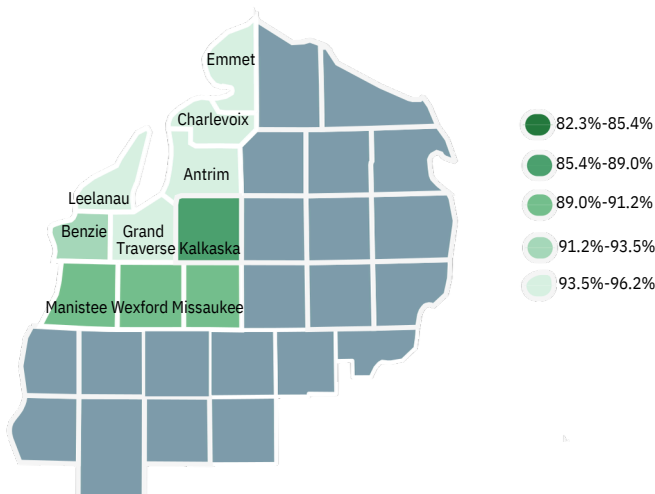 Emmet
Charlevoix
Antrim
Leelanau
Benzie
Grand
Traverse
Kalkaska
Manistee
Wexford
Missaukee
82.3%-85.4%
85.4%-89.0%
89.0%-91.2%
91.2%-93.5%
93.5%-96.2%